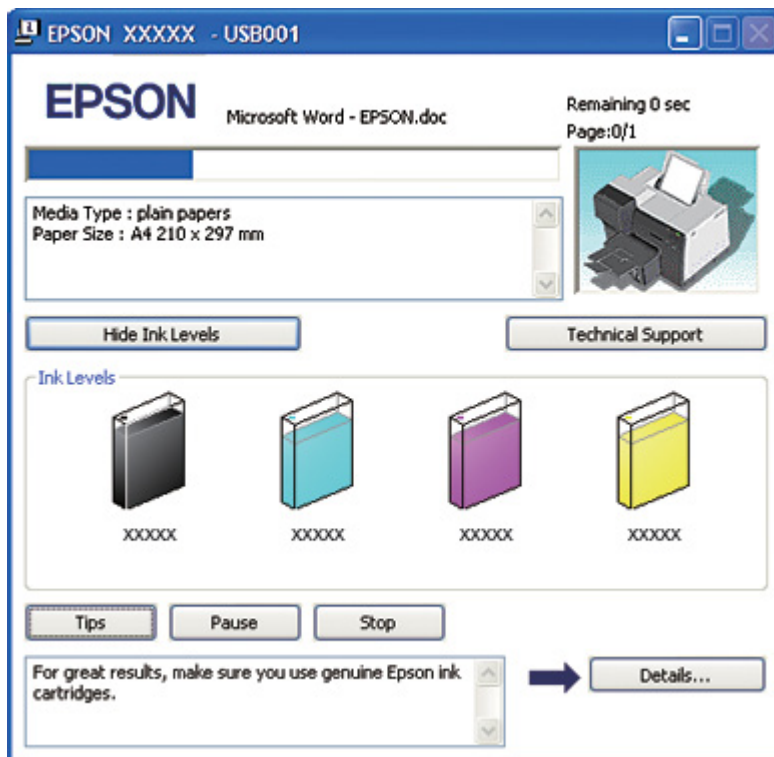 EPSON XXXXX - USB001
EPSON
Microsoft Word - EPSON.doc
Remaining 0 sec
Page:0/1
Media Type : plain papers
Paper Size : A4 210 x 297 mm
Hide Ink Levels
Technical Support
Ink Levels
XXXXX XXXXX XXXXX XXXXX
Tips Pause Stop
For great results, make sure you use genuine Epson ink
cartridges.
Details...